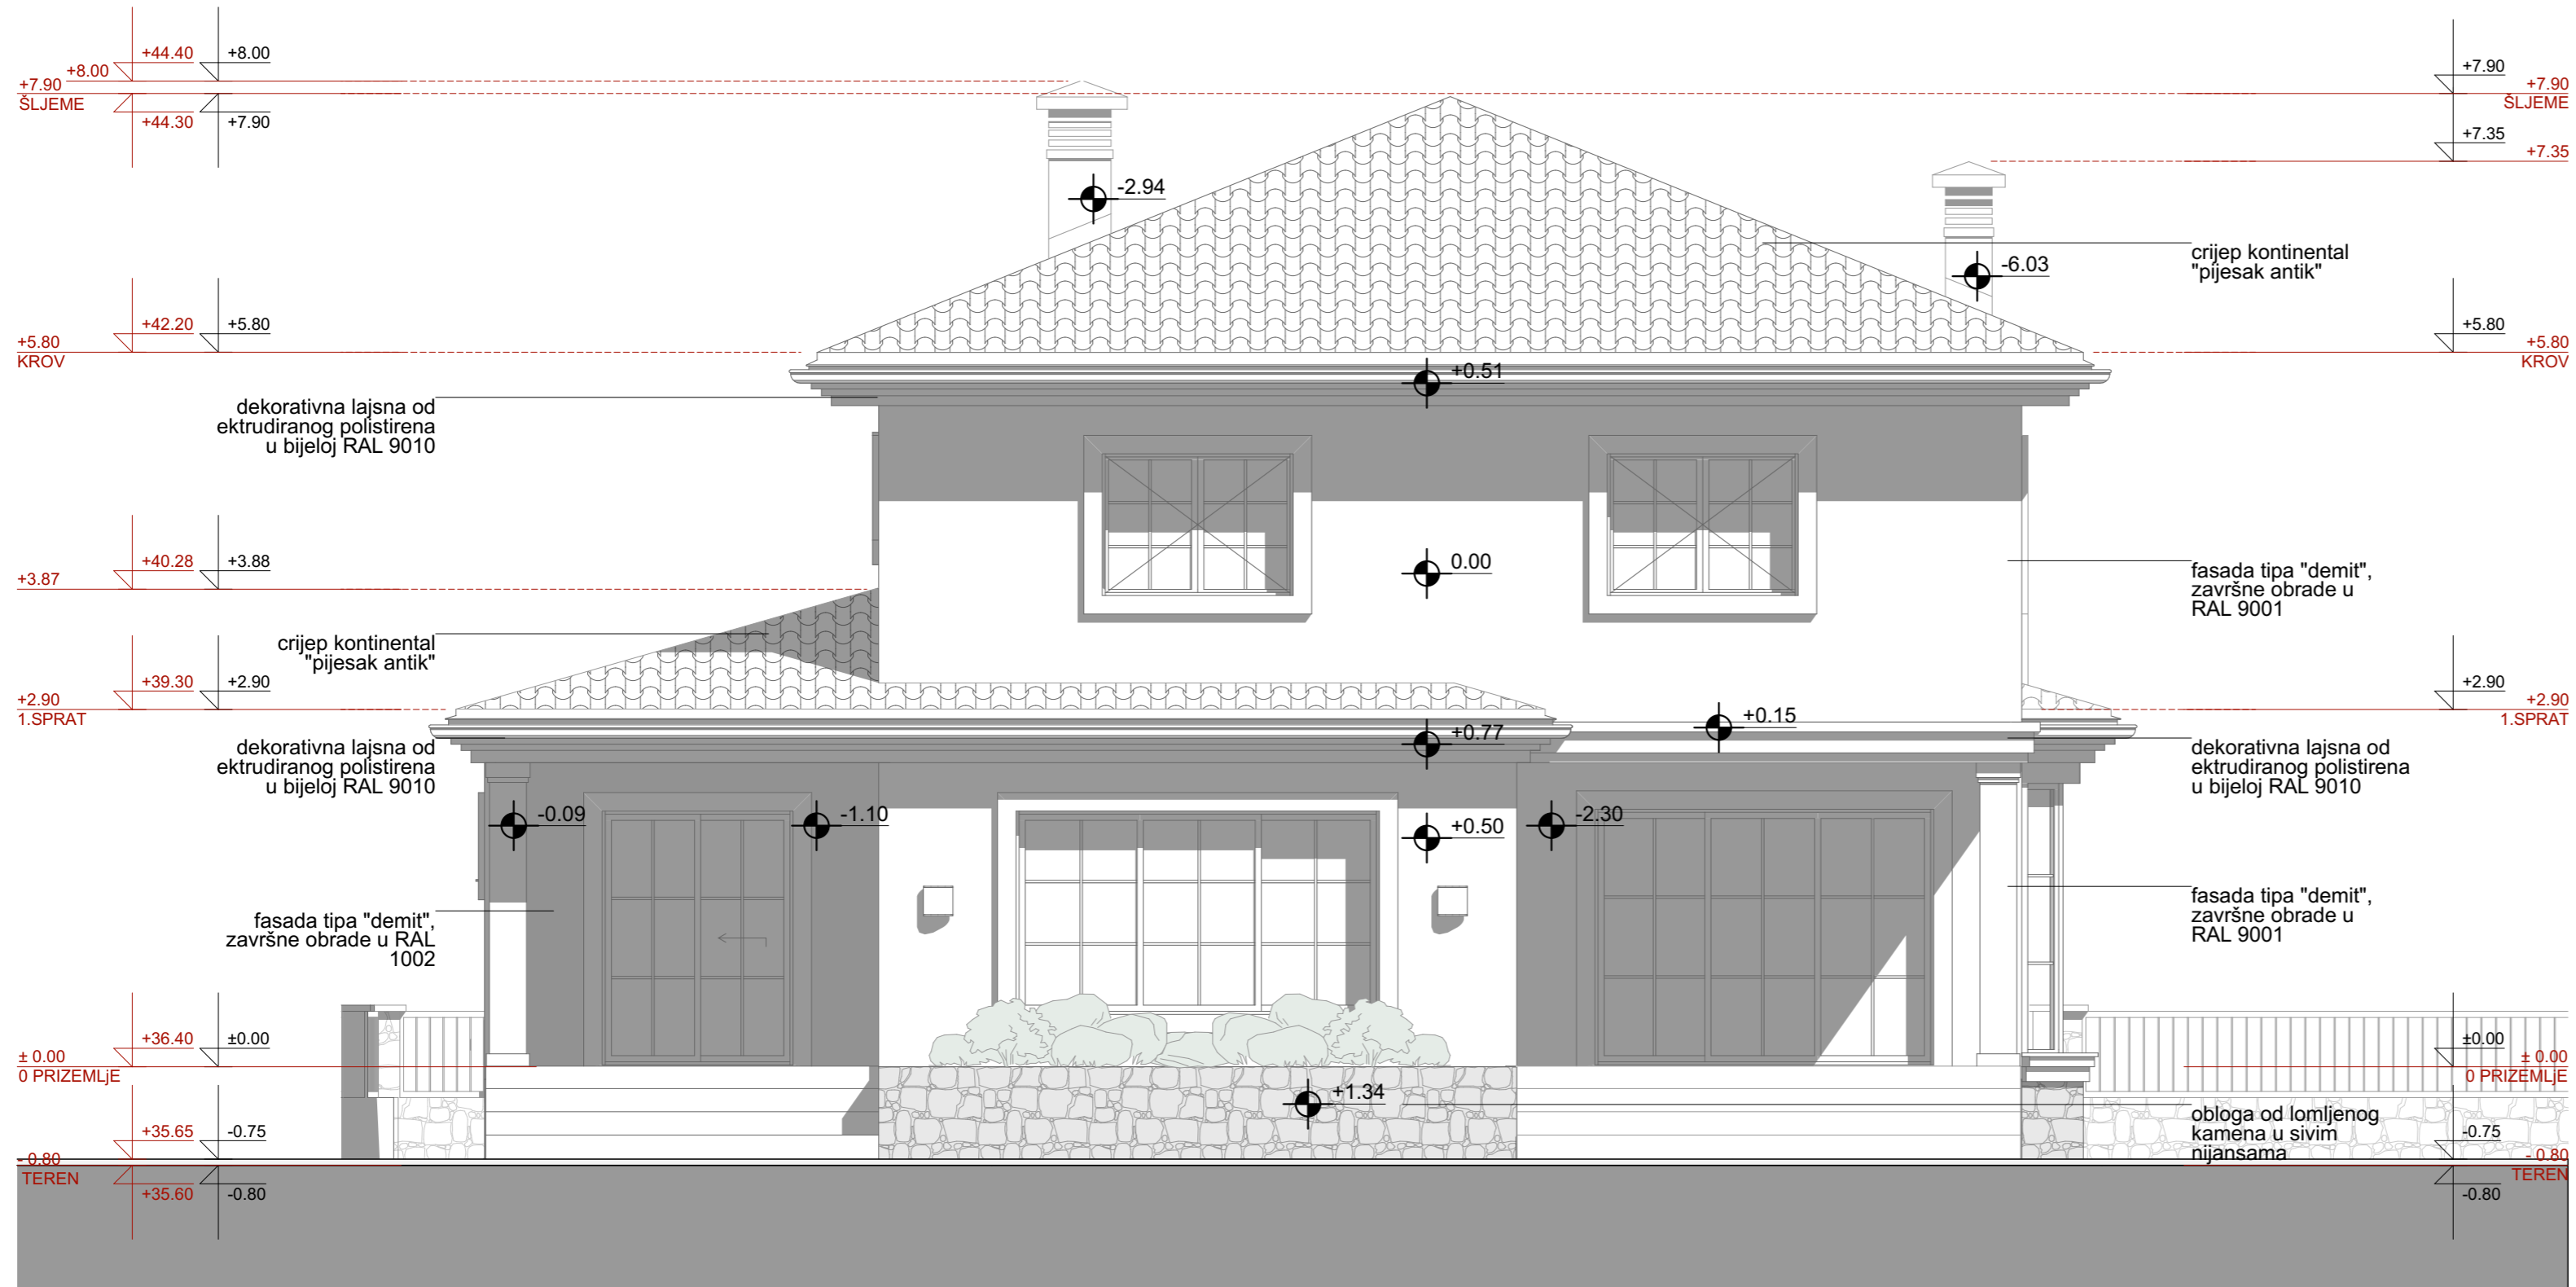 +44.40 +8.00
+8.00
+7.90
ŠLJEME
+44.30 +7.90
+7.90
+7.90
ŠLJEME
+7.35
+7.35
-2.94
-6.03
crijep kontinental
"pijesak antik"
+42.20 +5.80
+5.80
KROV
+5.80
+5.80
KROV
+0.51
dekorativna lajsna od
ektrudiranog polistirena
u bijeloj RAL 9010
+40.28 +3.88
+3.87
0.00
fasada tipa "demit",
završne obrade u
RAL 9001
crijep kontinental
"pijesak antik"
+39.30 +2.90
+2.90
1.SPRAT
+2.90
+2.90
1.SPRAT
+0.15
+0.77
dekorativna lajsna od
ektrudiranog polistirena
u bijeloj RAL 9010
dekorativna lajsna od
ektrudiranog polistirena
u bijeloj RAL 9010
-0.09
-1.10
+0.50
-2.30
fasada tipa "demit",
završne obrade u RAL
1002
fasada tipa "demit",
završne obrade u
RAL 9001
+36.40 ±0.00
± 0.00
0 PRIZEMLjE
±0.00
± 0.00
0 PRIZEMLjE
+1.34
obloga od lomljenog
kamena u sivim
nijansama
+35.65 -0.75
- 0.80
TEREN
+35.60 -0.80
-0.75
- 0.80
TEREN
-0.80